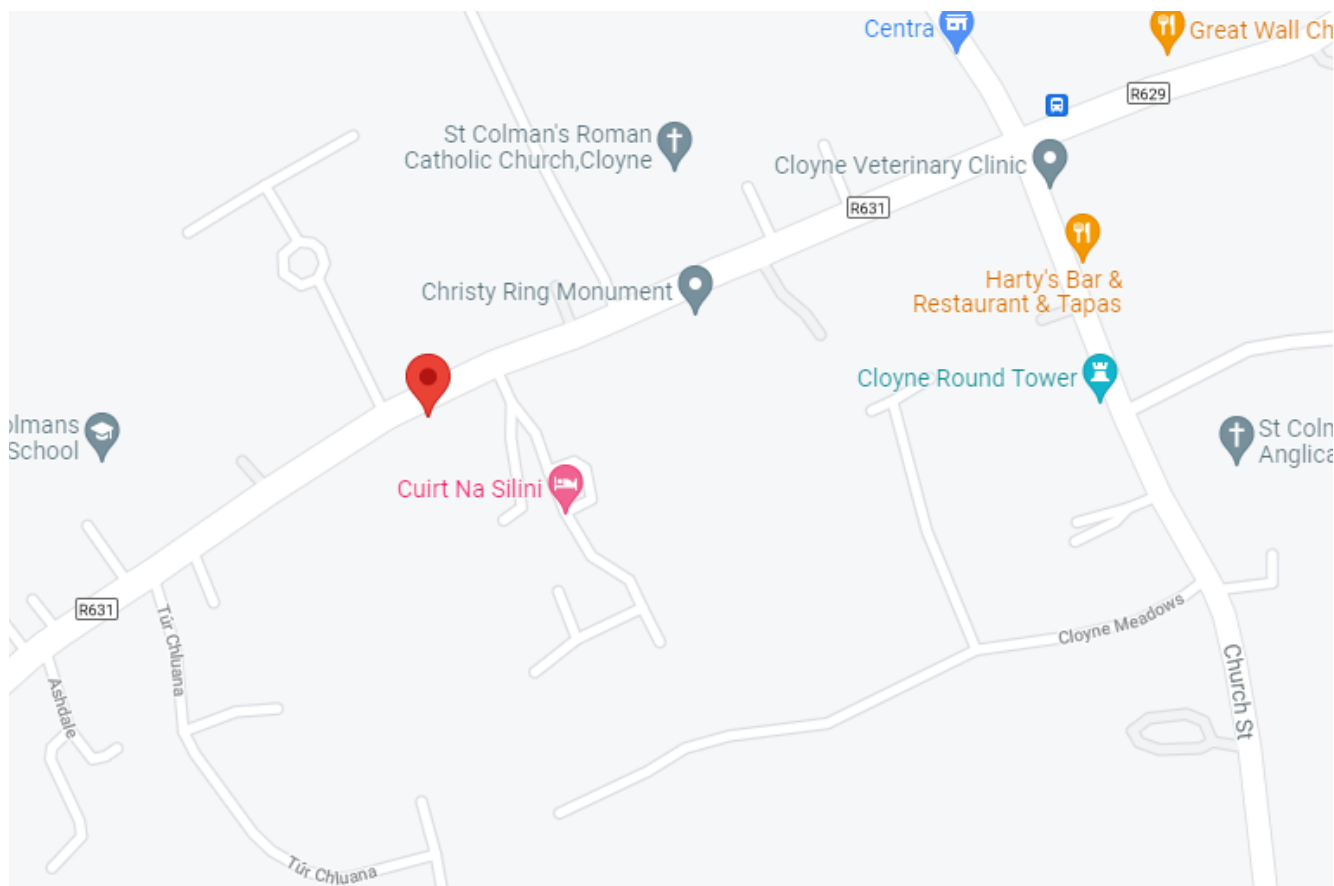 Centra
Great Wall Ch
R629
St Colman's Roman
Catholic Church,Cloyne
Cloyne Veterinary Clinic
R631
Christy Ring Monument
Harty's Bar &
Restaurant & Tapas
Cloyne Round Tower
olmans
School
St Coln
Anglica
Cuirt Na Silini
R631
Túr Chluana
Cloyne Meadows
Ashdale
Church St
Túr Chluana